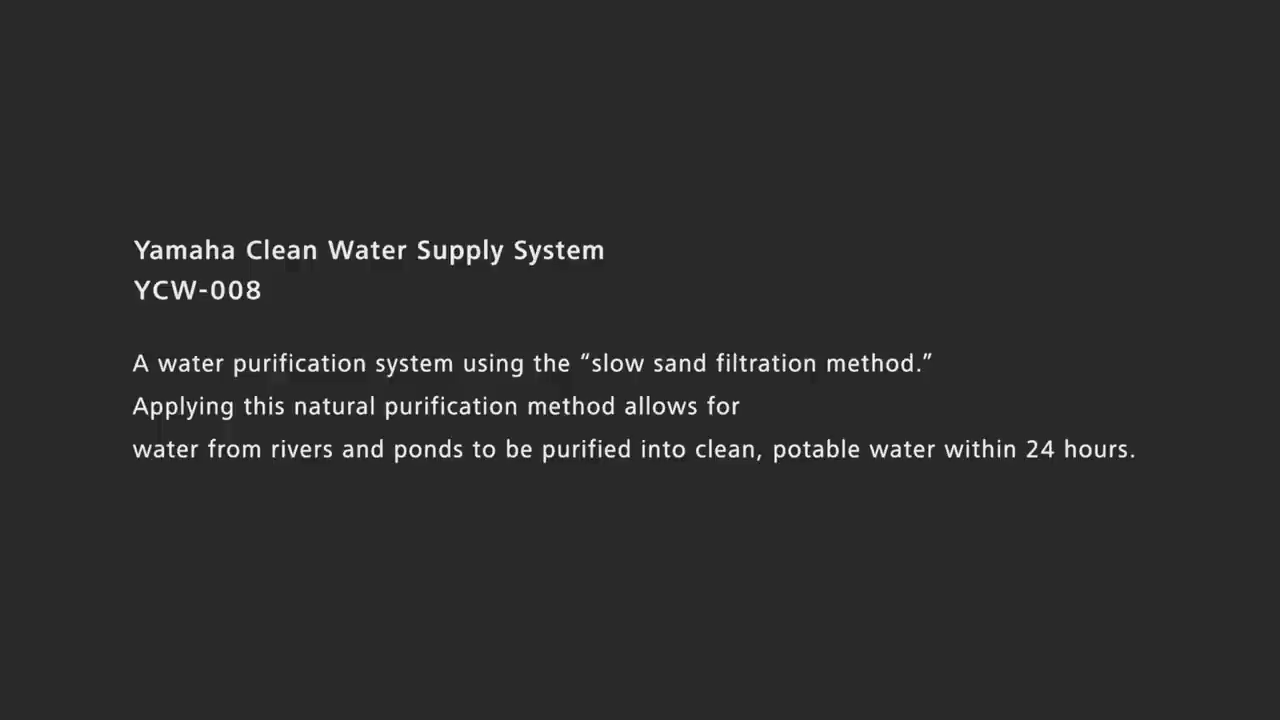 Yamaha Clean Water Supply System
YCW-008
A water purification system using the “slow sand filtration method.”
Applying this natural purification method allows for
water from rivers and ponds to be purified into clean, potable water within 24 hours.